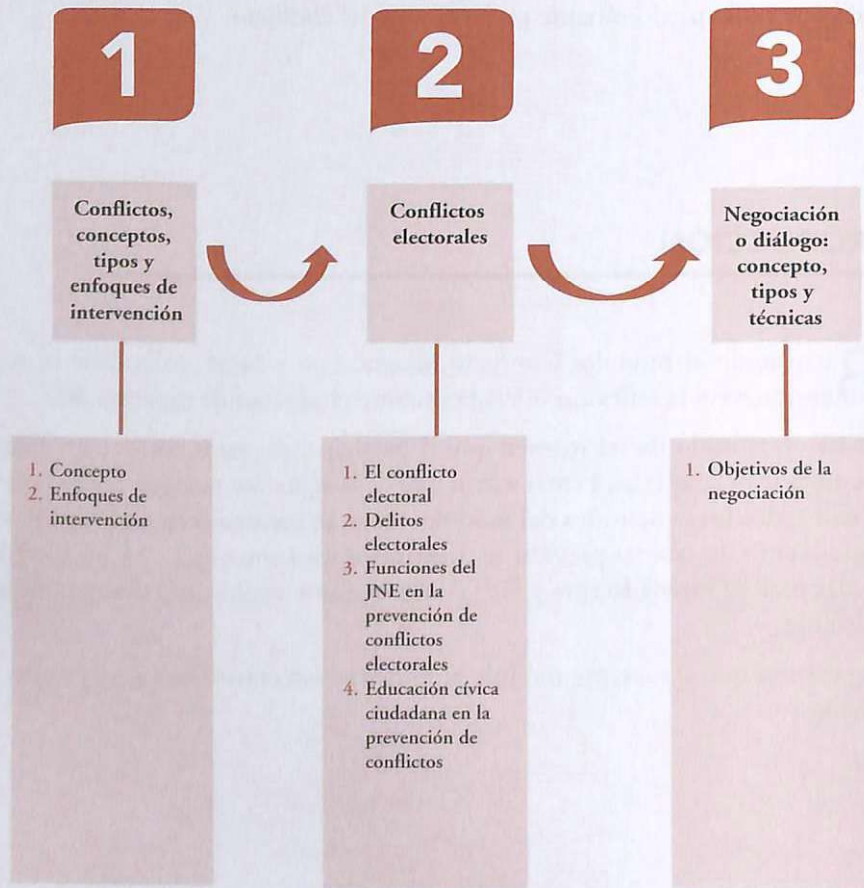 1
Conflictos,
conceptos,
tipos y
enfoques de
intervención
1. Concepto
2. Enfoques de
intervención
2
Conflictos
electorales
1. El conflicto
electoral
2. Delitos
electorales
3. Funciones del
JNE en la
prevención de
conflictos
electorales
4. Educación cívica
ciudadana en la
prevención de
conflictos
3
Negociación
o diálogo:
concepto,
tipos y
técnicas
1. Objetivos de la
negociación